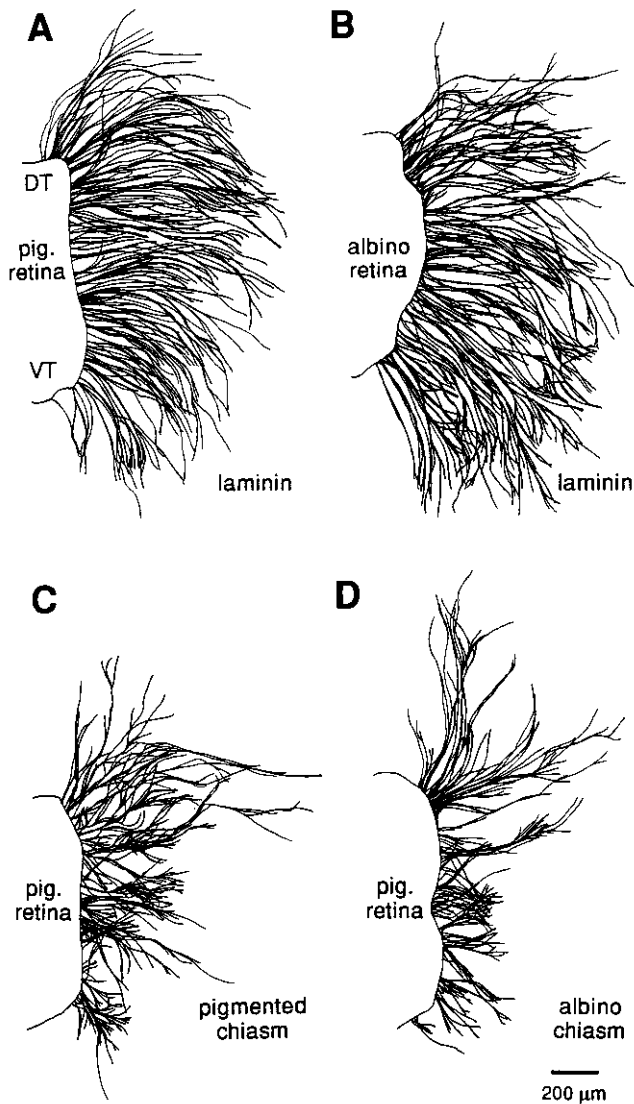 A
DT
pig.
retina
VT
laminin
B
albino
retina
laminin
C
pig.
retina
pigmented
chiasm
D
pig.
retina
albino
chiasm
200 µm